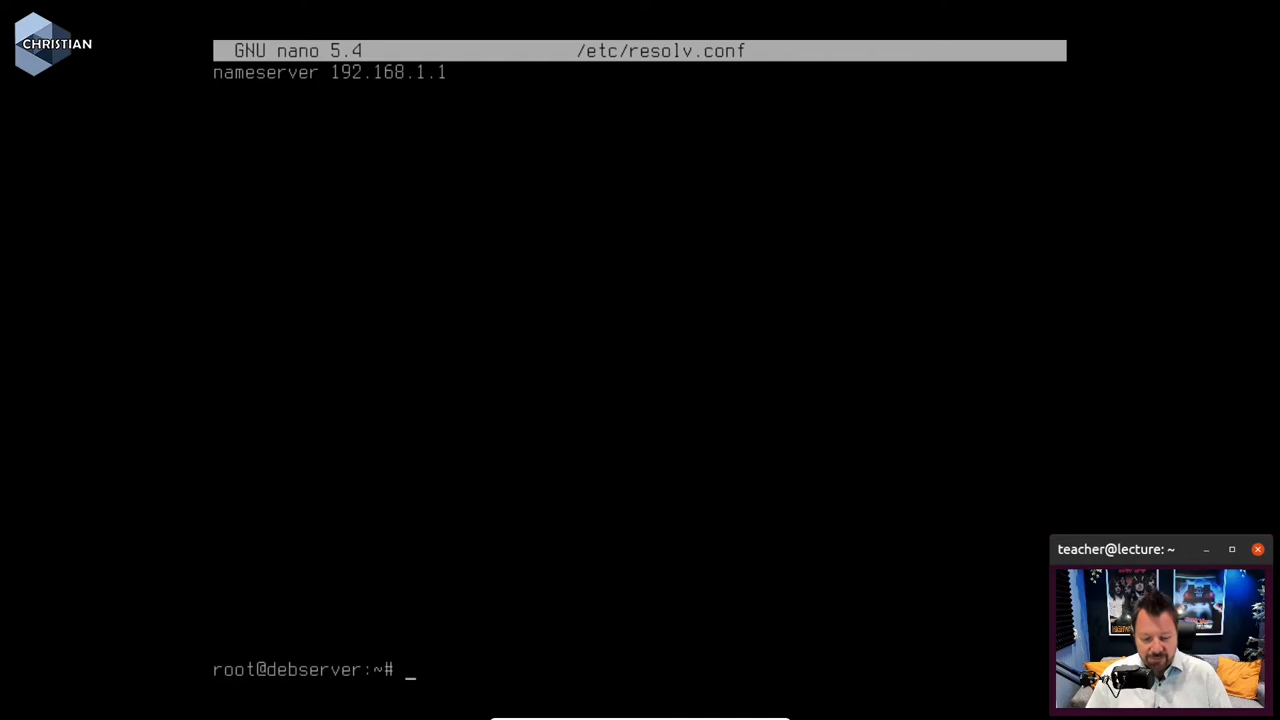 CHRISTIAN
GNU nano 5.4 /etc/resolv.conf
nameserver 192.168.1.1
teacher@lecture: ~
root@debserver:~# _